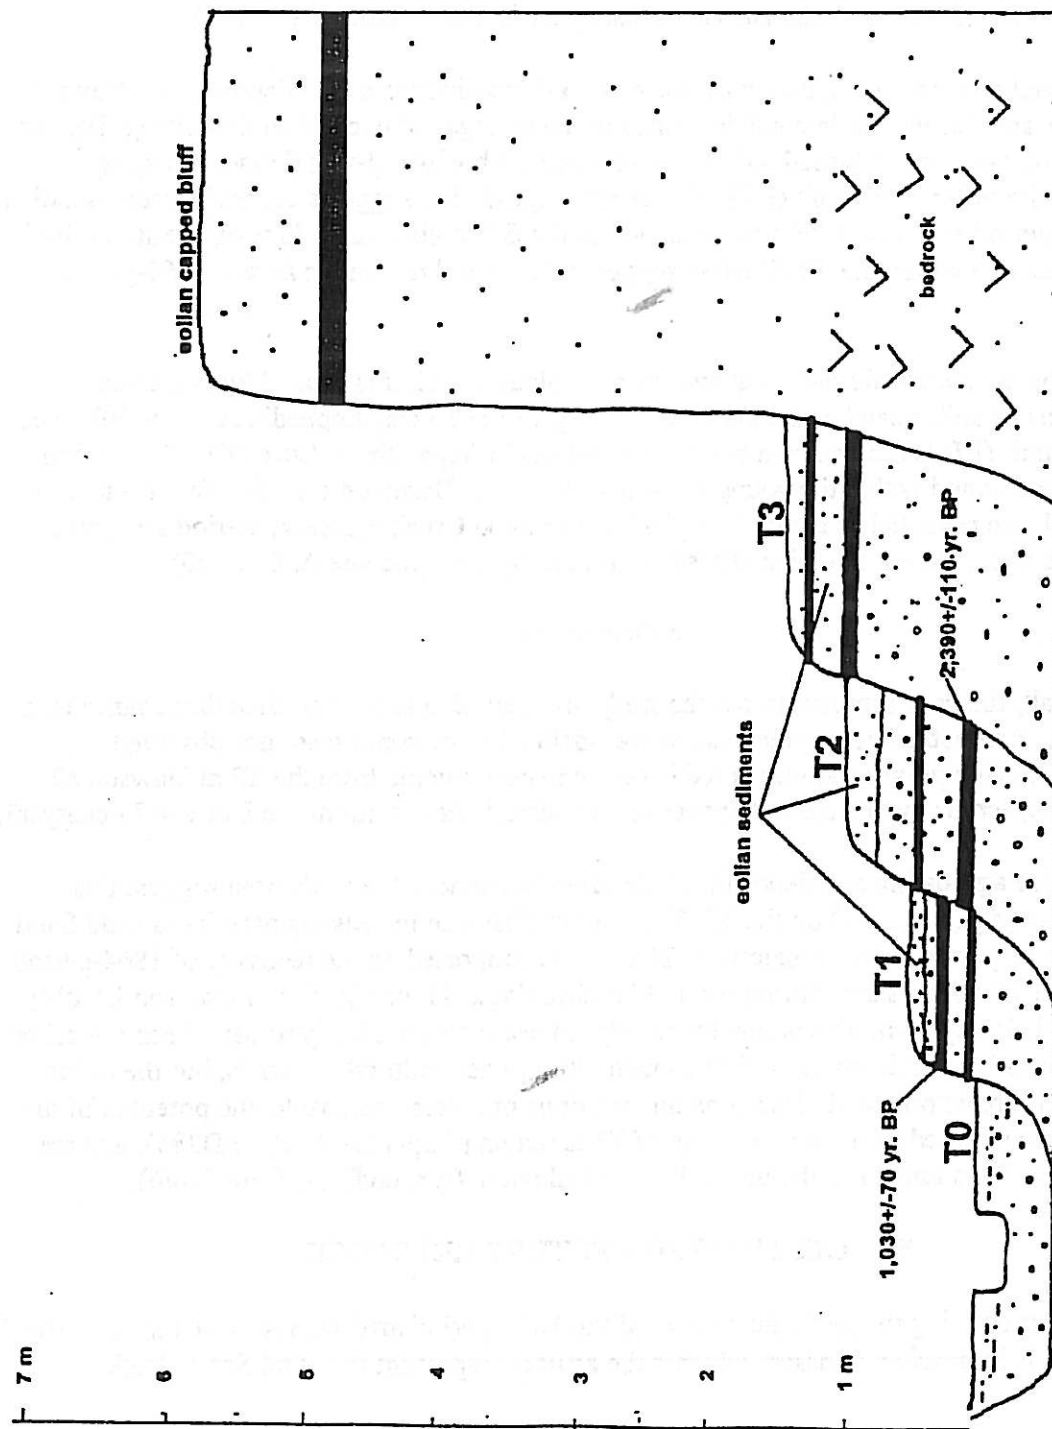 7 m
6
5
4
3
2
1 m
eolian capped bluff
bedrock
T3
T2
T1
T0
eolian sediments
2,390+/-110 yr. BP
1,030+/-70 yr. BP